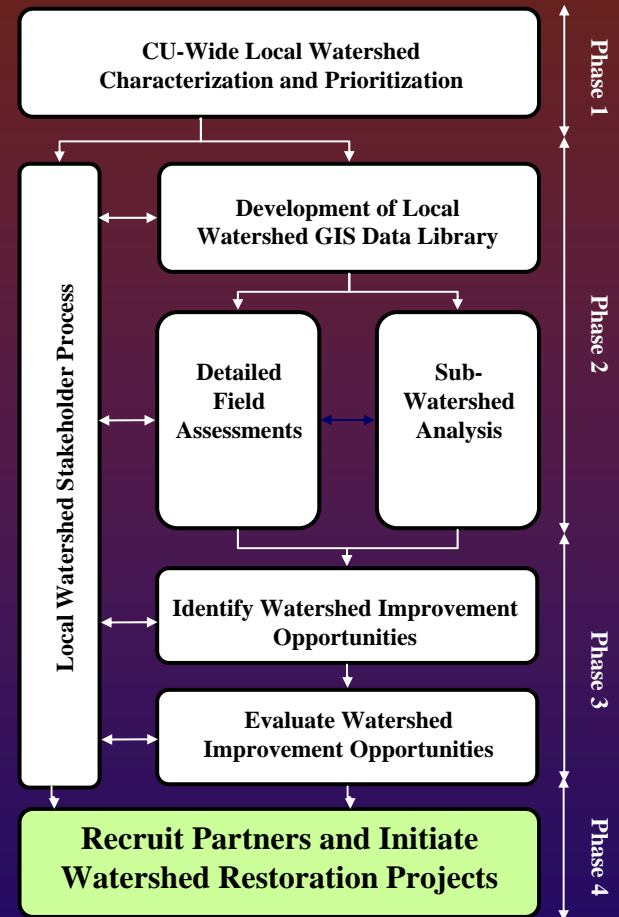 CU-Wide Local Watershed
Characterization and Prioritization
Phase 1
Local Watershed Stakeholder Process
Development of Local
Watershed GIS Data Library
Detailed
Field
Assessments
Sub-
Watershed
Analysis
Phase 2
Identify Watershed Improvement
Opportunities
Evaluate Watershed
Improvement Opportunities
Phase 3
Recruit Partners and Initiate
Watershed Restoration Projects
Phase 4